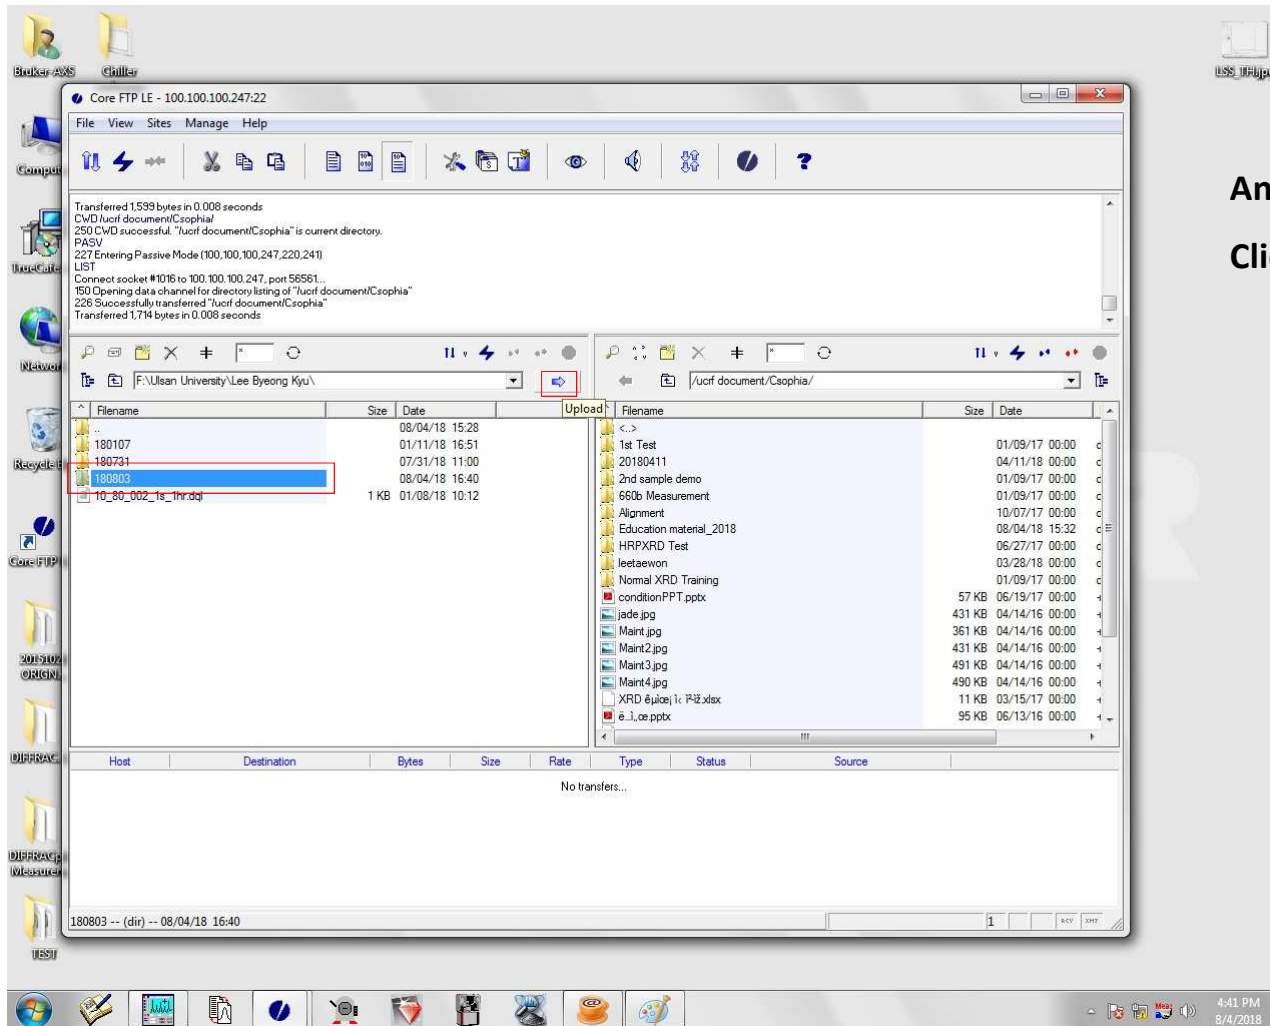 Bruker-AXS
Chiller
Core FTP LE - 100.100.100.247:22
File View Sites Manage Help
Transferred 1,599 bytes in 0.008 seconds
CWD /ucrf document/Csophia/
250 CWD successful. "/ucrf document/Csophia" is current directory.
PASV
227 Entering Passive Mode (100,100,100,247,220,241)
LIST
Connect socket #1016 to 100.100.100.247, port 56561...
150 Opening data channel for directory listing of "/ucrf document/Csophia"
226 Successfully transferred "/ucrf document/Csophia"
Transferred 1,714 bytes in 0.008 seconds
F:\Ulsan University\Lee Byeong Kyu\
/ucrf document/Csophia/
Upload
Filename Size Date
.. 08/04/18 15:28
180107 01/11/18 16:51
180731 07/31/18 11:00
180803 08/04/18 16:40
10_80_002_1s_1hr.dql 1 KB 01/08/18 10:12
Filename Size Date
<..>
1st Test 01/09/17 00:00
20180411 04/11/18 00:00
2nd sample demo 01/09/17 00:00
660b Measurement 01/09/17 00:00
Alignment 10/07/17 00:00
Education material_2018 08/04/18 15:32
HRPXRD Test 06/27/17 00:00
leetaewon 03/28/18 00:00
Normal XRD Training 01/09/17 00:00
conditionPPT.pptx 57 KB 06/19/17 00:00
jade.jpg 431 KB 04/14/16 00:00
Maint.jpg 361 KB 04/14/16 00:00
Maint2.jpg 431 KB 04/14/16 00:00
Maint3.jpg 491 KB 04/14/16 00:00
Maint4.jpg 490 KB 04/14/16 00:00
XRD 11 KB 03/15/17 00:00
95 KB 06/13/16 00:00
Host Destination Bytes Size Rate Type Status Source
No transfers...
180803 -- (dir) -- 08/04/18 16:40
1
RCV XMT
Comput
Networ
Recycle B
Core FTP
2015102
ORIGN
DIFFRAC.
DIFFRACp
Measurer
TEST
An
Clic
4:41 PM
8/4/2018